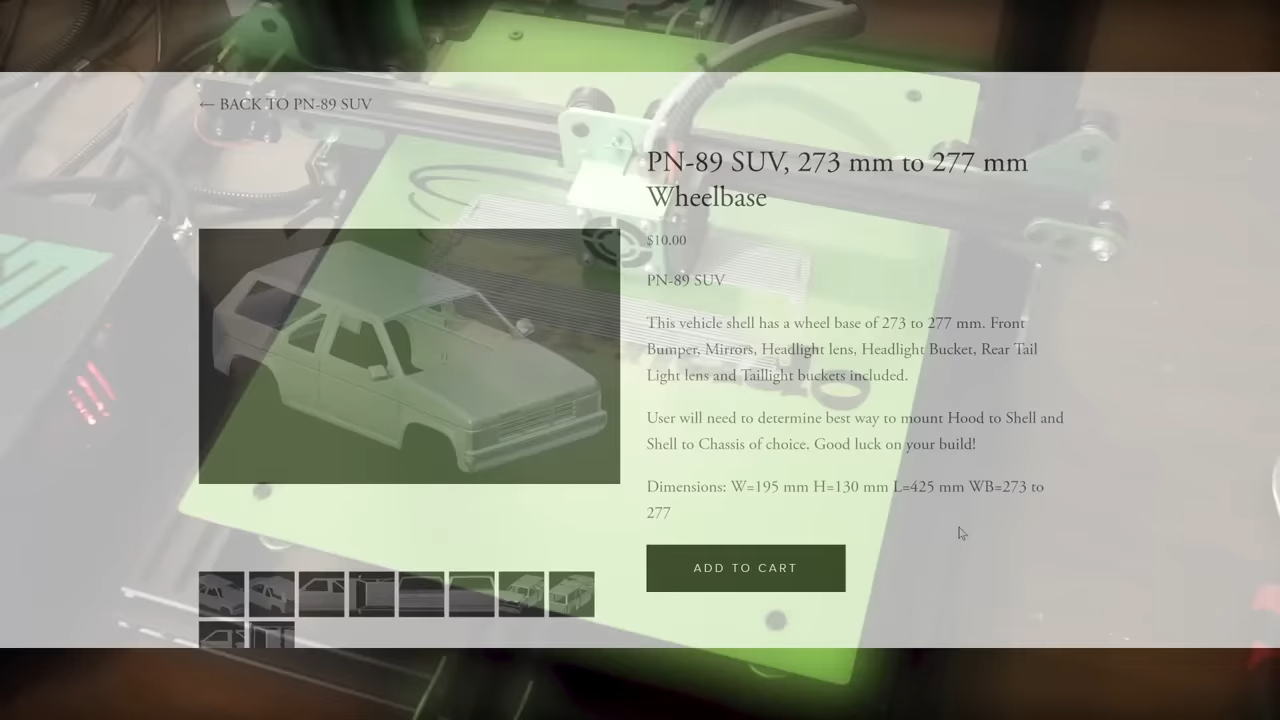 ← BACK TO PN-89 SUV
PN-89 SUV, 273 mm to 277 mm
Wheelbase
$10.00
PN-89 SUV
This vehicle shell has a wheel base of 273 to 277 mm. Front
Bumper, Mirrors, Headlight lens, Headlight Bucket, Rear Tail
Light lens and Taillight buckets included.
User will need to determine best way to mount Hood to Shell and
Shell to Chassis of choice. Good luck on your build!
Dimensions: W=195 mm H=130 mm L=425 mm WB=273 to
277
ADD TO CART